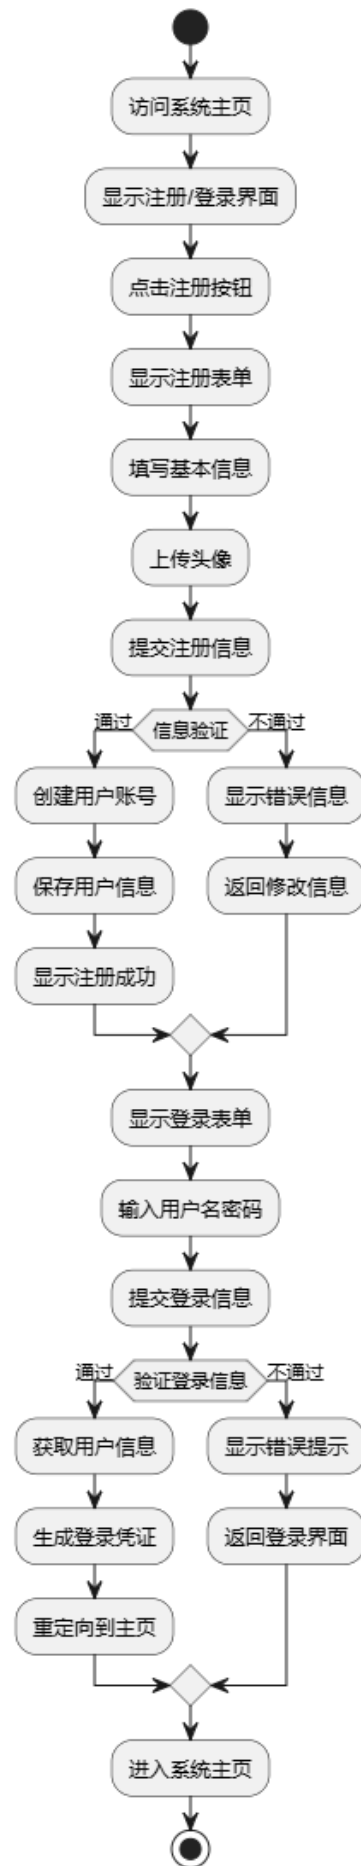 访问系统主页
显示注册/登录界面
点击注册按钮
显示注册表单
填写基本信息
上传头像
提交注册信息
通过
信息验证
不通过
创建用户账号
显示错误信息
保存用户信息
返回修改信息
显示注册成功
显示登录表单
输入用户名密码
提交登录信息
通过
验证登录信息
不通过
获取用户信息
显示错误提示
生成登录凭证
返回登录界面
重定向到主页
进入系统主页